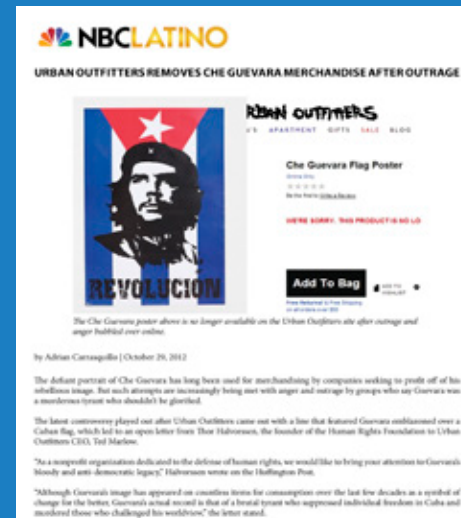 NBCLATINO
URBAN OUTFITTERS REMOVES CHE GUEVARA MERCHANDISE AFTER OUTRAGE
URBAN OUTFITTERS
APARTMENT GIFTS SALE BLOG
Che Guevara Flag Poster
Online Only
WE'RE SORRY. THIS PRODUCT IS NO LO
Add To Bag
ADD TO
WISHLIST
REVOLUCIÓN
The Che Guevara poster above is no longer available on the Urban Outfitters site after outrage and
anger bubbled over online.
by Adrian Carrasquillo | October 29, 2012
The defiant portrait of Che Guevara has long been used for merchandising by companies seeking to profit off of his
rebellious image. But such attempts are increasingly being met with anger and outrage by groups who say Guevara was
a murderous tyrant who shouldn't be glorified.
The latest controversy played out after Urban Outfitters came out with a line that featured Guevara emblazoned over a
Cuban flag, which led to an open letter from Thor Halvorssen, the founder of the Human Rights Foundation to Urban
Outfitters CEO, Ted Marlow.
"As a nonprofit organization dedicated to the defense of human rights, we would like to bring your attention to Guevara's
bloody and anti-democratic legacy," Halvorssen wrote on the Huffington Post.
"Although Guevara's image has appeared on countless items for consumption over the last few decades as a symbol of
change for the better, Guevara's actual record is that of a brutal tyrant who suppressed individual freedom in Cuba and
murdered those who challenged his worldview," the letter stated.